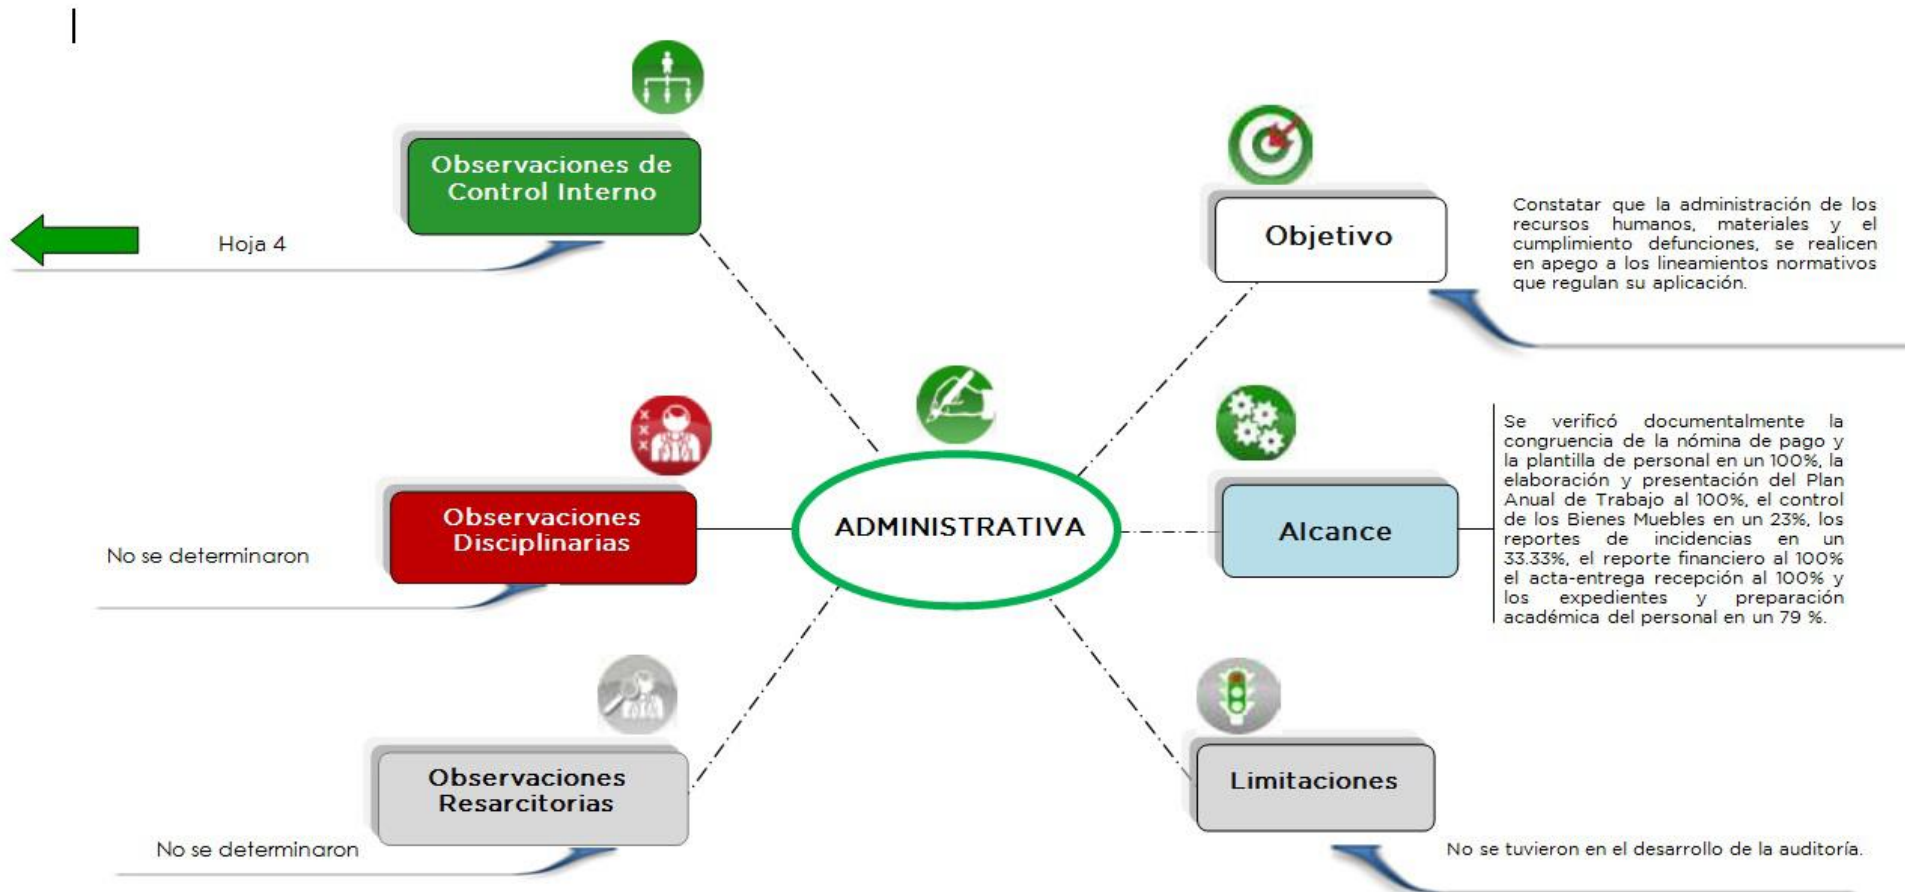 Observaciones de
Control Interno
Hoja 4
Objetivo
Constatar que la administración de los
recursos humanos, materiales y el
cumplimiento defunciones, se realicen
en apego a los lineamientos normativos
que regulan su aplicación.
Observaciones
Disciplinarias
No se determinaron
ADMINISTRATIVA
Alcance
Se verificó documentalmente la
congruencia de la nómina de pago y
la plantilla de personal en un 100%, la
elaboración y presentación del Plan
Anual de Trabajo al 100%, el control
de los Bienes Muebles en un 23%, los
reportes de incidencias en un
33.33%, el reporte financiero al 100%
el acta-entrega recepción al 100% y
los expedientes y preparación
académica del personal en un 79 %.
Observaciones
Resarcitorias
No se determinaron
Limitaciones
No se tuvieron en el desarrollo de la auditoría.